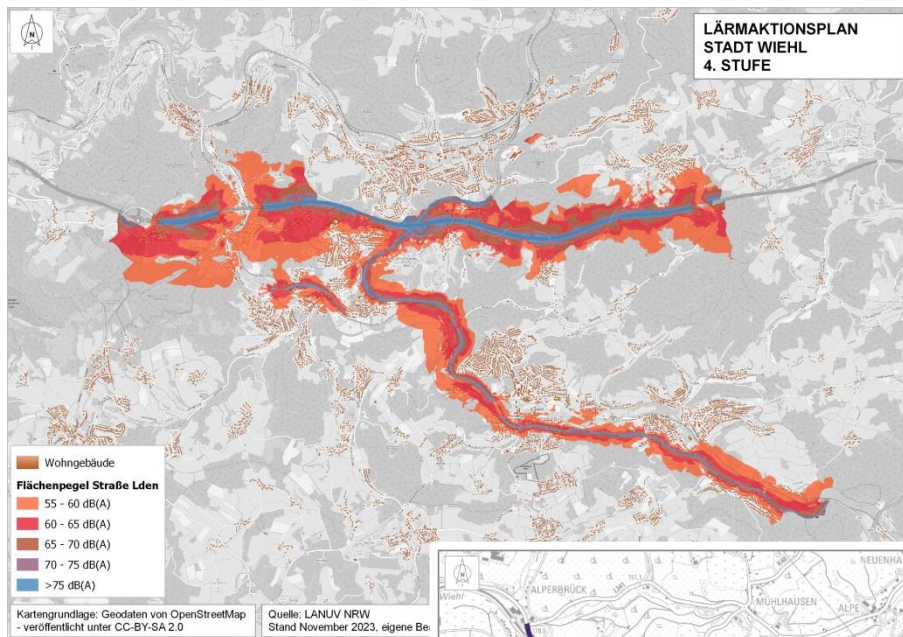 N
LÄRMAKTIONSPLAN
STADT WIEHL
4. STUFE
Wohngebäude
Flächenpegel Straße Lden
55 - 60 dB(A)
60 - 65 dB(A)
65 - 70 dB(A)
70 - 75 dB(A)
>75 dB(A)
Kartengrundlage: Geodaten von OpenStreetMap
- veröffentlicht unter CC-BY-SA 2.0
Quelle: LANUV NRW
Stand November 2023, eigene Be
N
NEUENHA
ALPERBRÜCK
Wiehl
MÜHLHAUSEN
ALPE